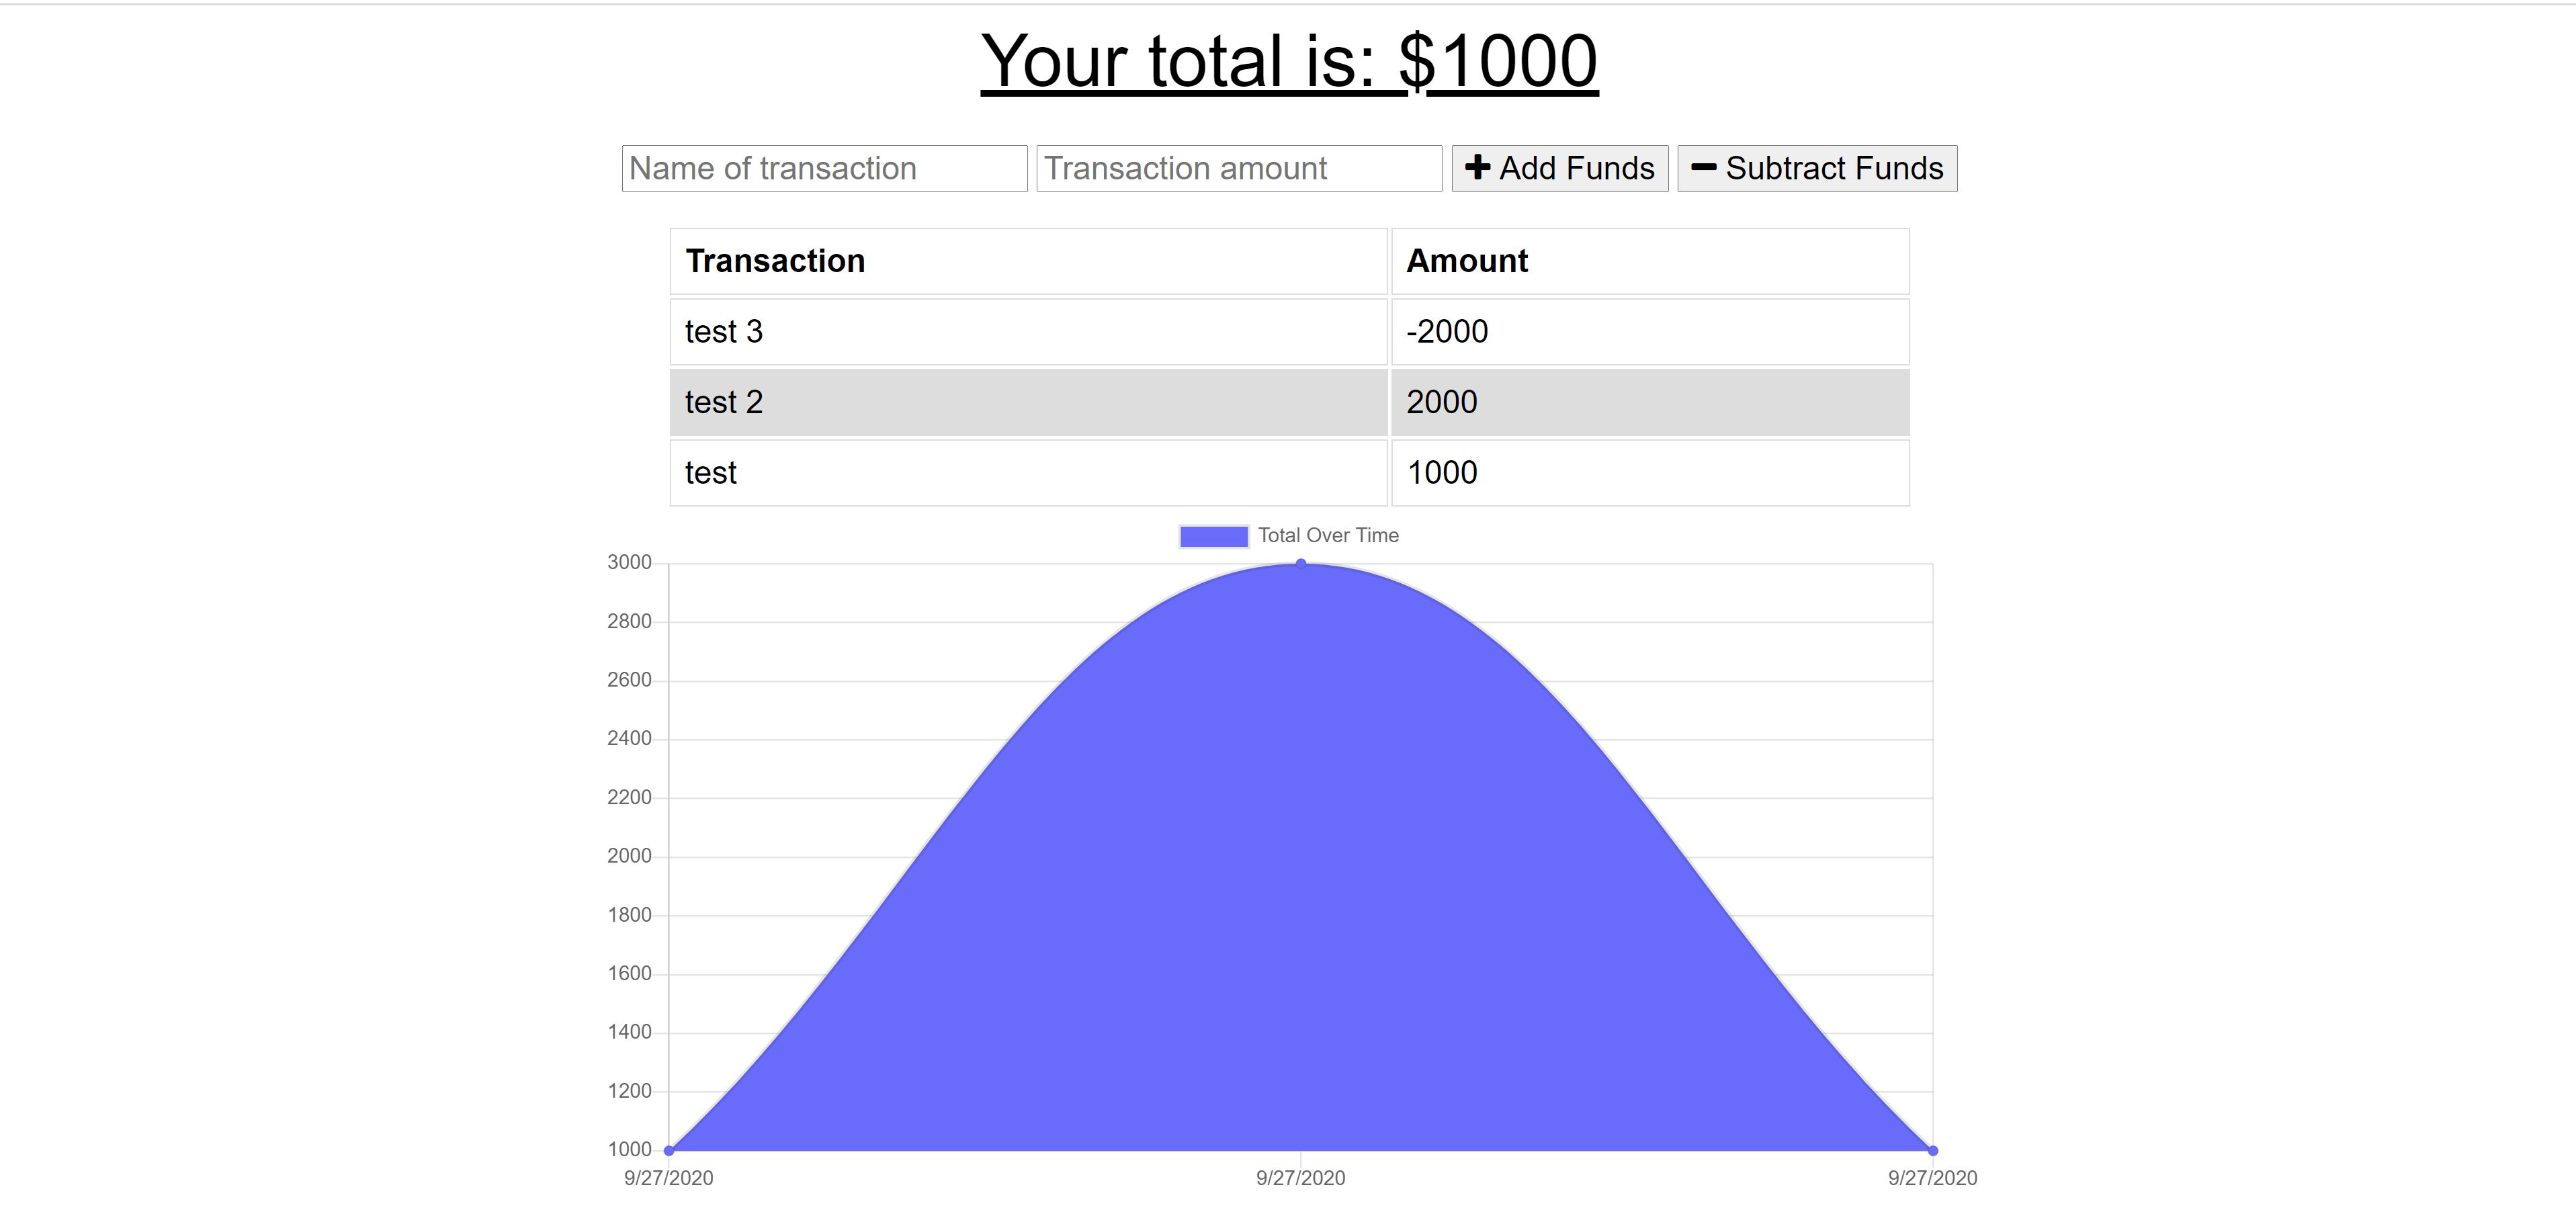 Your total is: $1000
Name of transaction Transaction amount Add Funds Subtract Funds
Transaction Amount
test 3 -2000
test 2 2000
test 1000
Total Over Time
3000
2800
2600
2400
2200
2000
1800
1600
1400
1200
1000
9/27/2020 9/27/2020 9/27/2020